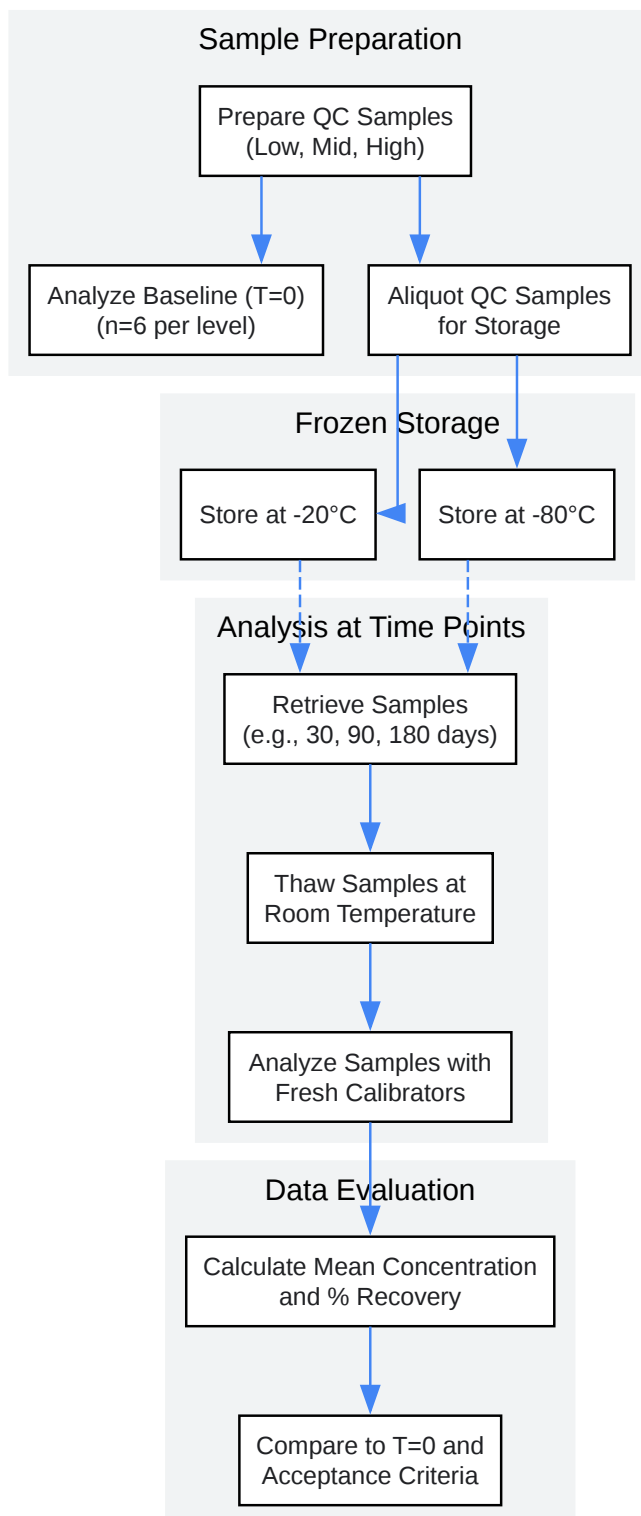 Sample Preparation
Prepare QC Samples
(Low, Mid, High)
Analyze Baseline (T=0)
(n=6 per level)
Aliquot QC Samples
for Storage
Frozen Storage
Store at -20°C
Store at -80°C
Analysis at Time Points
Retrieve Samples
(e.g., 30, 90, 180 days)
Thaw Samples at
Room Temperature
Analyze Samples with
Fresh Calibrators
Data Evaluation
Calculate Mean Concentration
and % Recovery
Compare to T=0 and
Acceptance Criteria